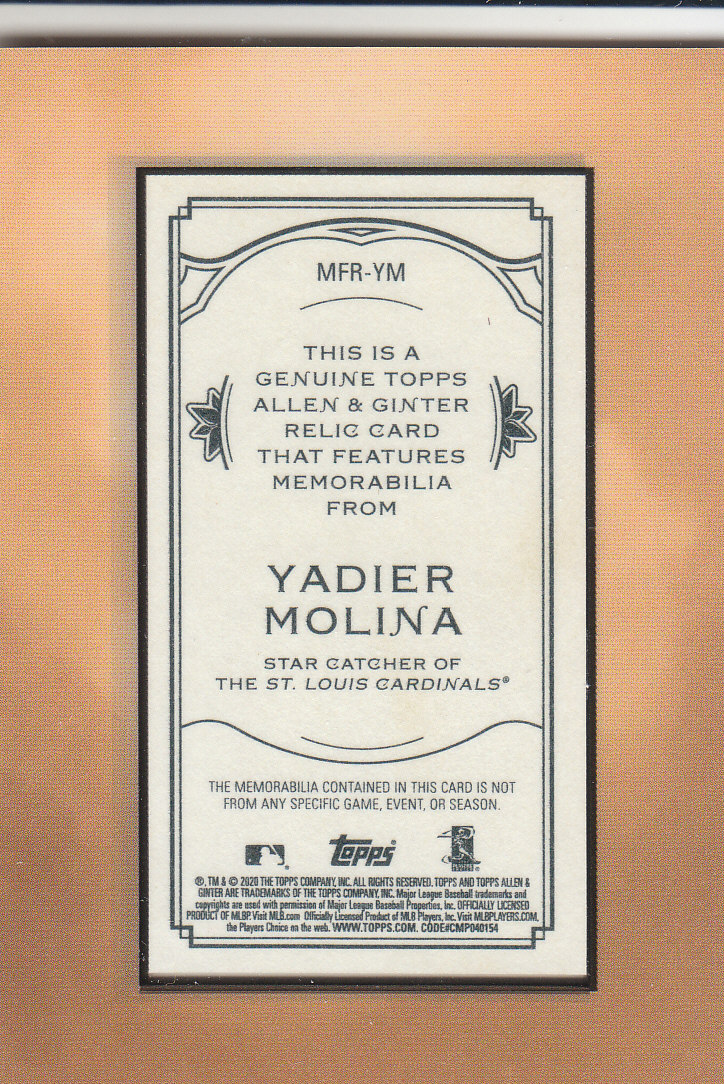 MFR-YM
THIS IS A
GENUINE TOPPS
ALLEN & GINTER
RELIC CARD
THAT FEATURES
MEMORABILIA
FROM
YADIER
MOLINA
STAR CATCHER OF
THE ST. LOUIS CARDINALS®
THE MEMORABILIA CONTAINED IN THIS CARD IS NOT
FROM ANY SPECIFIC GAME, EVENT, OR SEASON.
Topps
®, TM & © 2020 THE TOPPS COMPANY, INC. ALL RIGHTS RESERVED. TOPPS AND TOPPS ALLEN &
GINTER ARE TRADEMARKS OF THE TOPPS COMPANY, INC. Major League Baseball trademarks and
copyrights are used with permission of Major League Baseball Properties, Inc. OFFICIALLY LICENSED
PRODUCT OF MLBP. Visit MLB.com Officially Licensed Product of MLB Players, Inc. Visit MLBPLAYERS.COM,
the Players Choice on the web. WWW.TOPPS.COM. CODE#CMP040154